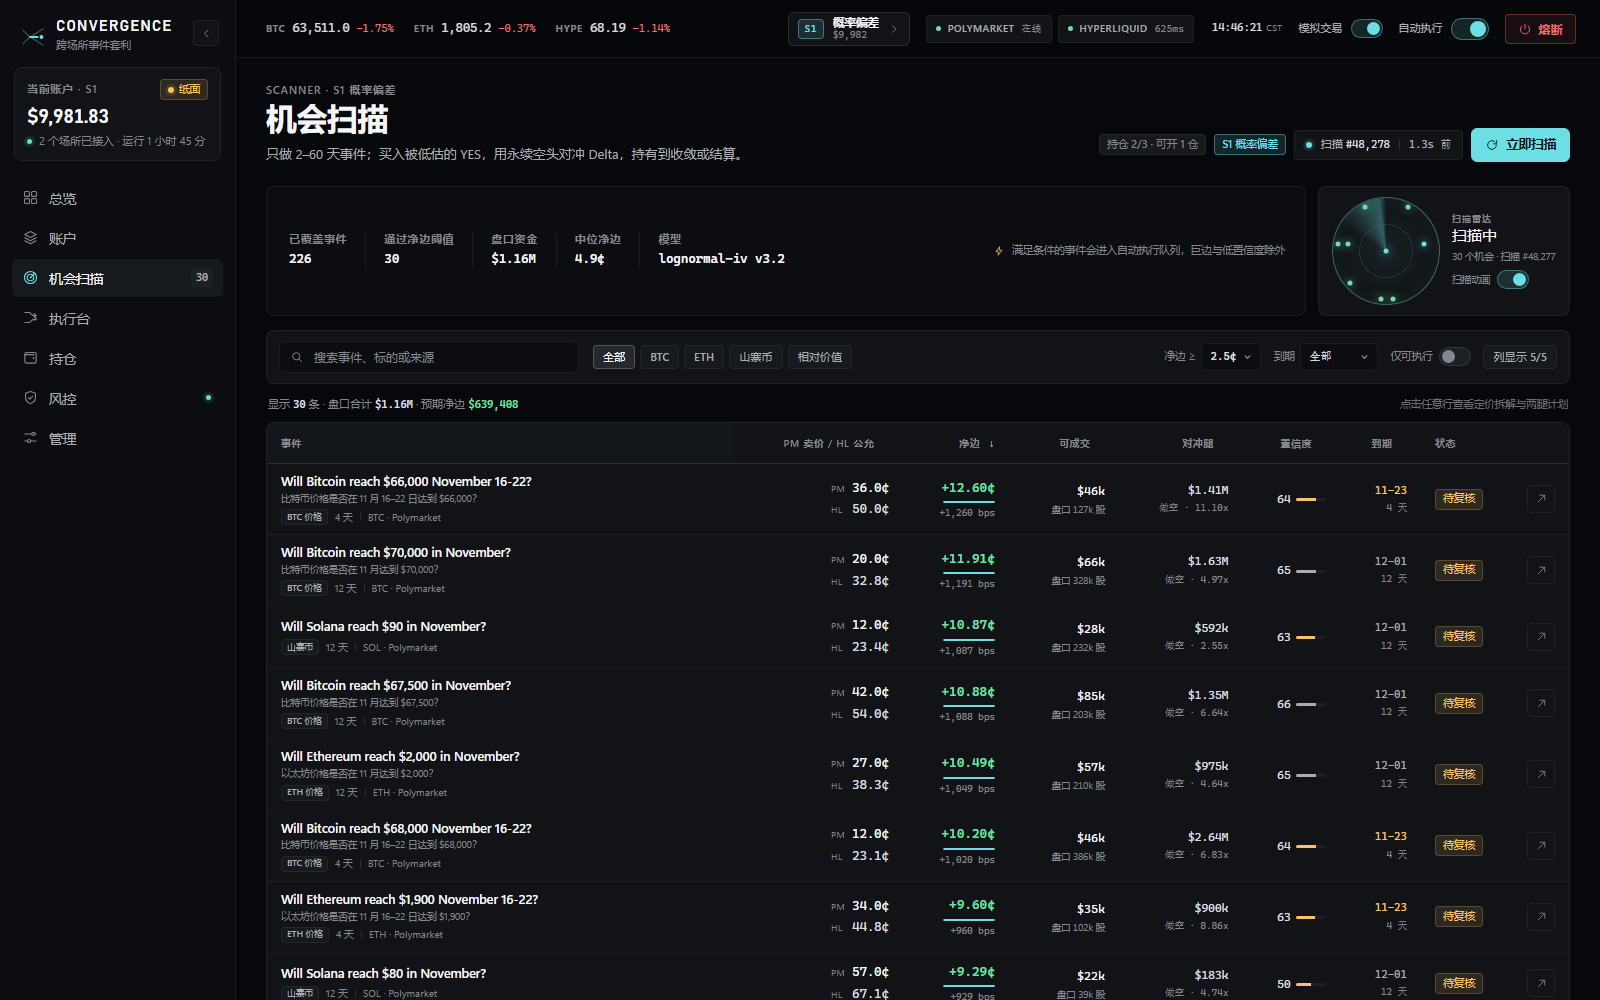 CONVERGENCE
跨场所事件套利
BTC 63,511.0 -1.75% ETH 1,805.2 -0.37% HYPE 68.19 -1.14%
S1 概率偏差 $9,982
POLYMARKET 在线
HYPERLIQUID 625ms
14:46:21 CST
模拟交易
自动执行
熔断
当前账户 · S1
纸面
$9,981.83
2 个场所已接入 · 运行 1 小时 45 分
总览
账户
机会扫描 30
执行台
持仓
风控
管理
SCANNER · S1 概率偏差
机会扫描
只做 2–60 天事件；买入被低估的 YES，用永续空头对冲 Delta，持有到收敛或结算。
持仓 2/3 · 可开 1 仓
S1 概率偏差
扫描 #48,278 1.3s 前
立即扫描
已覆盖事件 通过净边阈值 盘口资金 中位净边 模型
226 30 $1.16M 4.9¢ lognormal-iv v3.2
满足条件的事件会进入自动执行队列，巨边与低置信度除外
扫描雷达
扫描中
30 个机会 · 扫描 #48,277
扫描动画
搜索事件、标的或来源
全部 BTC ETH 山寨币 相对价值
净边 ≥ 2.5¢ 到期 全部 仅可执行 列显示 5/5
显示 30 条 · 盘口合计 $1.16M · 预期净边 $639,408
点击任意行查看定价拆解与两腿计划
事件 PM 卖价 / HL 公允 净边 ↓ 可成交 对冲腿 置信度 到期 状态
Will Bitcoin reach $66,000 November 16-22?
比特币价格是否在 11 月 16–22 日达到 $66,000?
BTC 价格 4 天 BTC · Polymarket
PM 36.0¢
HL 50.0¢
+12.60¢
+1,260 bps
$46k
盘口 127k 股
$1.41M
做空 · 11.10x
64
11-23
4 天
待复核
Will Bitcoin reach $70,000 in November?
比特币价格是否在 11 月达到 $70,000?
BTC 价格 12 天 BTC · Polymarket
PM 20.0¢
HL 32.8¢
+11.91¢
+1,191 bps
$66k
盘口 328k 股
$1.63M
做空 · 4.97x
65
12-01
12 天
待复核
Will Solana reach $90 in November?
山寨币 12 天 SOL · Polymarket
PM 12.0¢
HL 23.4¢
+10.87¢
+1,087 bps
$28k
盘口 232k 股
$592k
做空 · 2.55x
63
12-01
12 天
待复核
Will Bitcoin reach $67,500 in November?
比特币价格是否在 11 月达到 $67,500?
BTC 价格 12 天 BTC · Polymarket
PM 42.0¢
HL 54.0¢
+10.88¢
+1,088 bps
$85k
盘口 203k 股
$1.35M
做空 · 6.64x
66
12-01
12 天
待复核
Will Ethereum reach $2,000 in November?
以太坊价格是否在 11 月达到 $2,000?
ETH 价格 12 天 ETH · Polymarket
PM 27.0¢
HL 38.3¢
+10.49¢
+1,049 bps
$57k
盘口 210k 股
$975k
做空 · 4.64x
65
12-01
12 天
待复核
Will Bitcoin reach $68,000 November 16-22?
比特币价格是否在 11 月 16–22 日达到 $68,000?
BTC 价格 4 天 BTC · Polymarket
PM 12.0¢
HL 23.1¢
+10.20¢
+1,020 bps
$46k
盘口 386k 股
$2.64M
做空 · 6.83x
64
11-23
4 天
待复核
Will Ethereum reach $1,900 November 16-22?
以太坊价格是否在 11 月 16–22 日达到 $1,900?
ETH 价格 4 天 ETH · Polymarket
PM 34.0¢
HL 44.8¢
+9.60¢
+960 bps
$35k
盘口 102k 股
$900k
做空 · 8.86x
63
11-23
4 天
待复核
Will Solana reach $80 in November?
山寨币 12 天 SOL · Polymarket
PM 57.0¢
HL 67.1¢
+9.29¢
+929 bps
$22k
盘口 39k 股
$183k
做空 · 4.74x
50
12-01
12 天
待复核